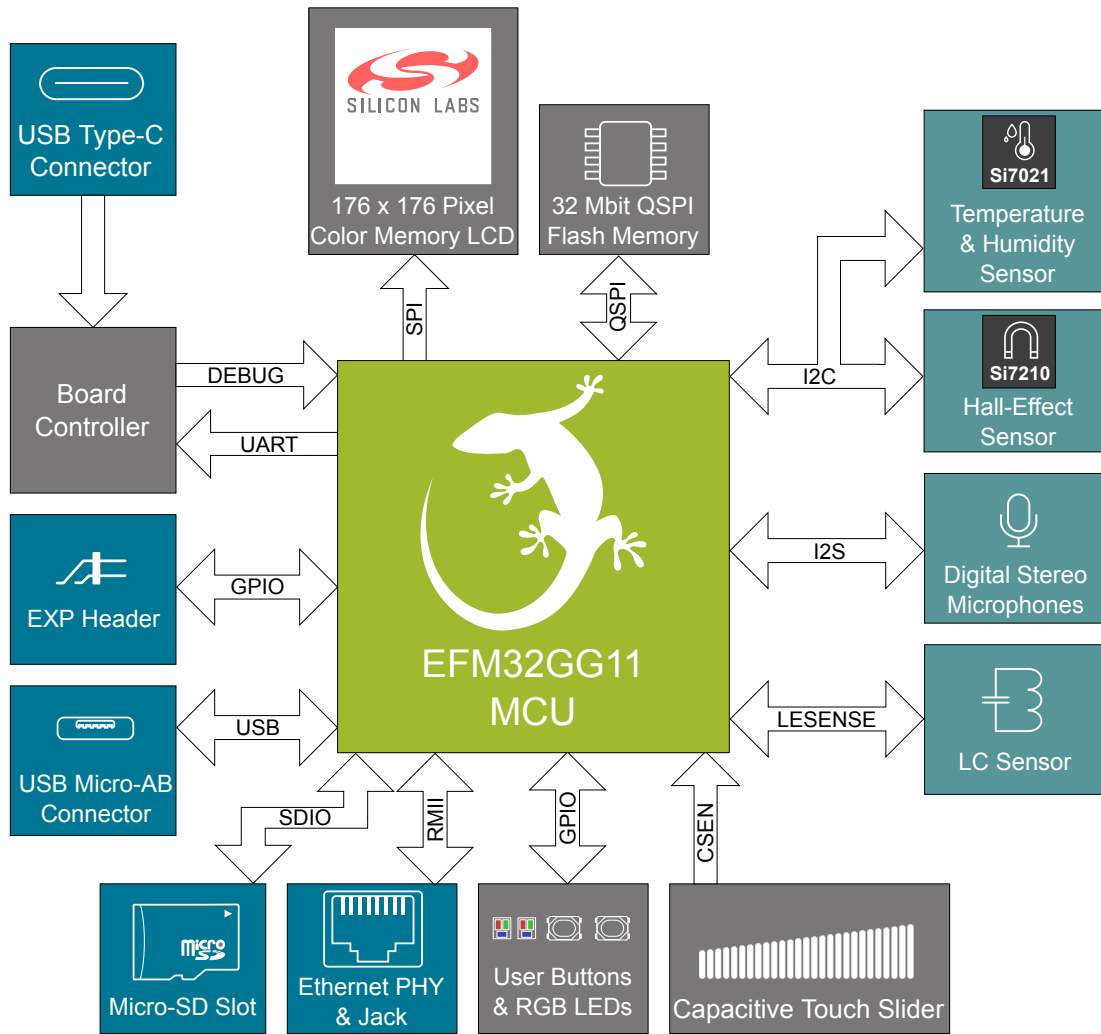 USB Type-C
Connector
SILICON LABS
176 x 176 Pixel
Color Memory LCD
32 Mbit QSPI
Flash Memory
Si7021
Temperature
& Humidity
Sensor
SPI
QSPI
Board
Controller
DEBUG
UART
I2C
Si7210
Hall-Effect
Sensor
EXP Header
GPIO
EFM32GG11
MCU
I2S
Digital Stereo
Microphones
USB Micro-AB
Connector
USB
LESENSE
LC Sensor
SDIO
RMII
GPIO
CSEN
Micro
SD
Micro-SD Slot
Ethernet PHY
& Jack
User Buttons
& RGB LEDs
Capacitive Touch Slider